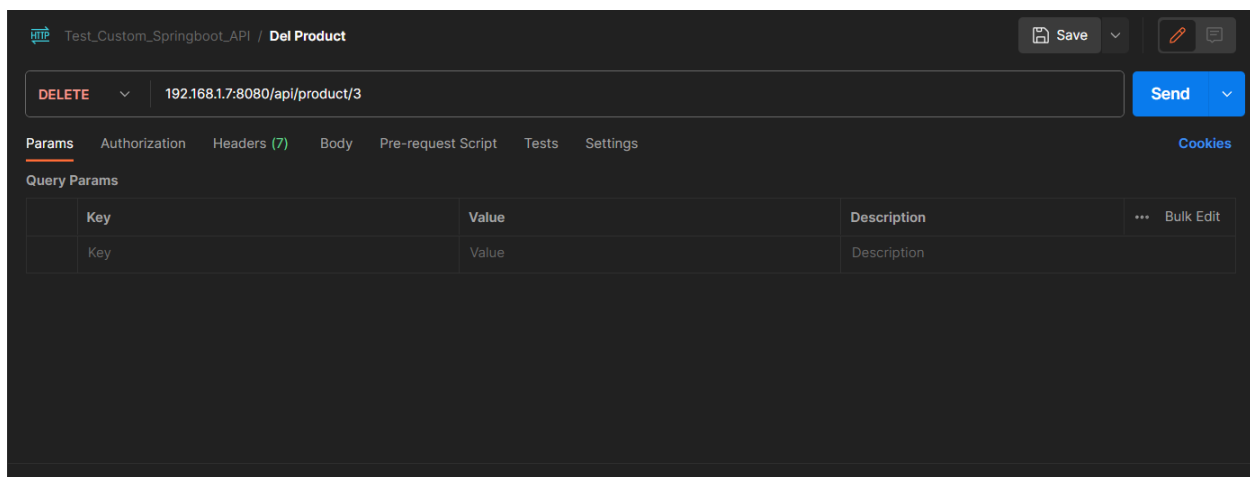 HTTP Test_Custom_Springboot_API / Del Product Save
DELETE 192.168.1.7:8080/api/product/3 Send
Params Authorization Headers (7) Body Pre-request Script Tests Settings Cookies
Query Params
Key Value Description ••• Bulk Edit
Key Value Description